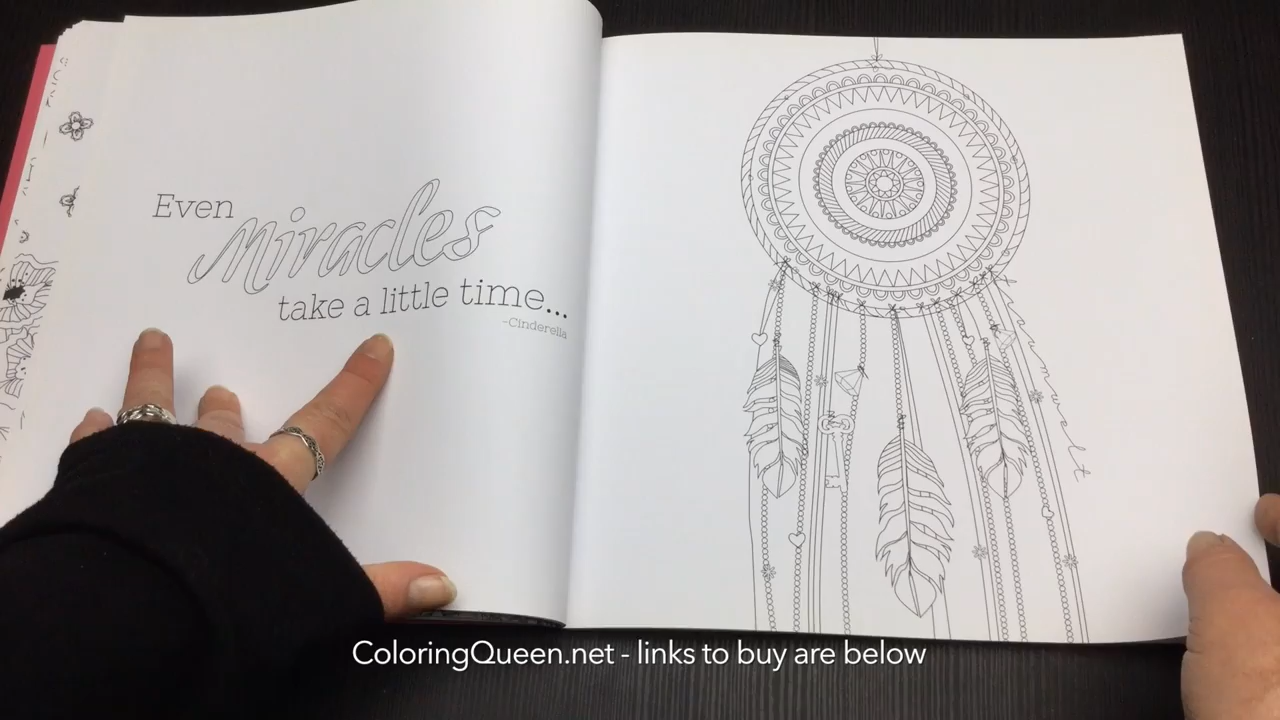 Even
Miracles
take a little time...
-Cinderella
ColoringQueen.net - links to buy are below